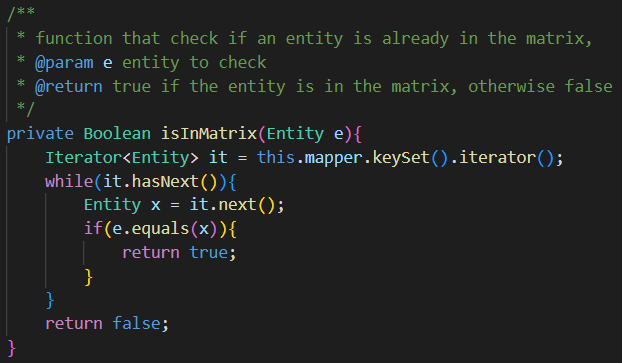 /**
 * function that check if an entity is already in the matrix,
 * @param e entity to check
 * @return true if the entity is in the matrix, otherwise false
 */
private Boolean isInMatrix(Entity e){
    Iterator<Entity> it = this.mapper.keySet().iterator();
    while(it.hasNext()){
        Entity x = it.next();
        if(e.equals(x)){
            return true;
        }
    }
    return false;
}